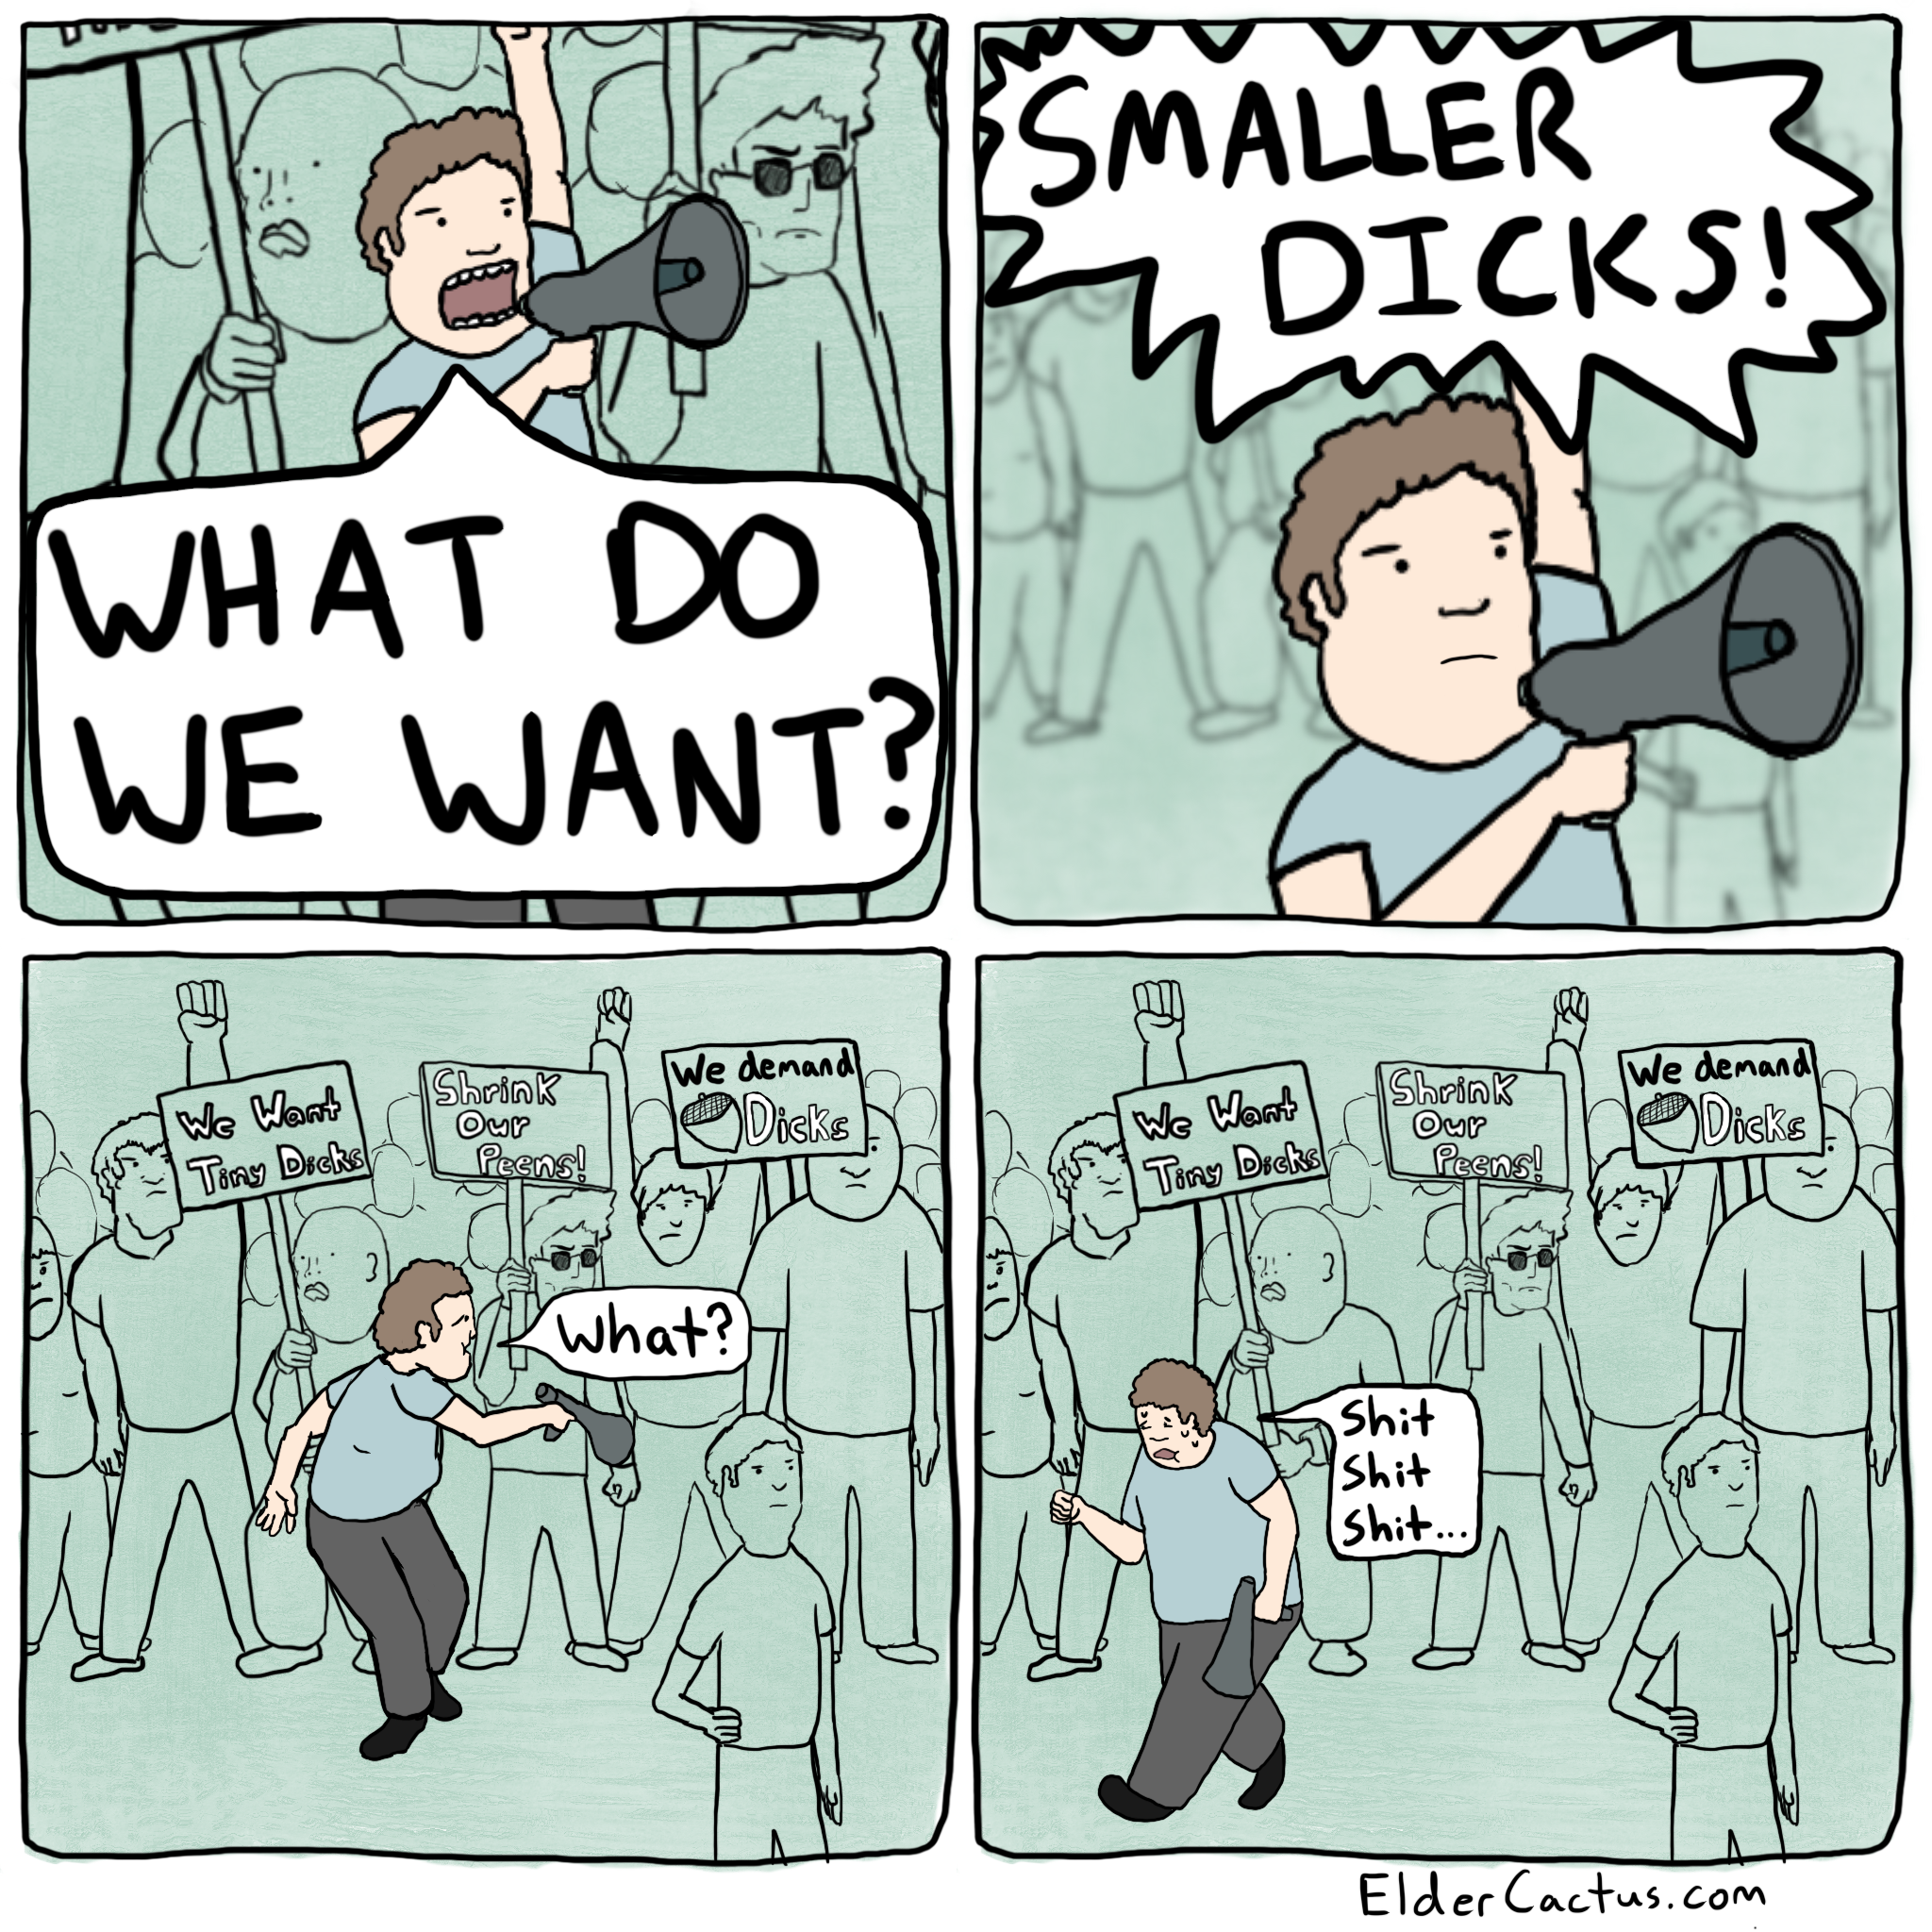 WHAT DO
WE WANT?
SMALLER
DICKS!
We Want
Tiny Dicks
Shrink
Our
Peens!
We demand
Dicks
What?
We Want
Tiny Dicks
Shrink
Our
Peens!
We demand
Dicks
Shit
Shit
Shit...
ElderCactus.com